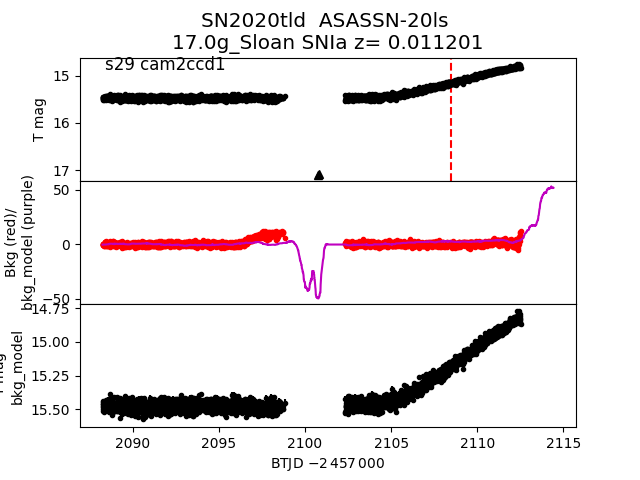 SN2020tld  ASASSN-20ls
17.0g_Sloan SNIa z= 0.011201
s29 cam2ccd1
15
16
17
T mag
50
0
−50
Bkg (red)/
bkg_model (purple)
14.75
15.00
15.25
15.50
mag
bkg_model
2090 2095 2100 2105 2110 2115
BTJD −2 457 000